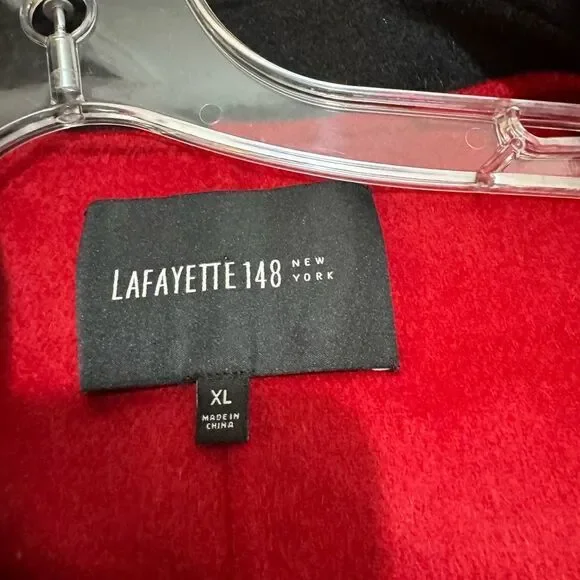 LAFAYETTE 148 NEW YORK
XL
MADE IN
CHINA